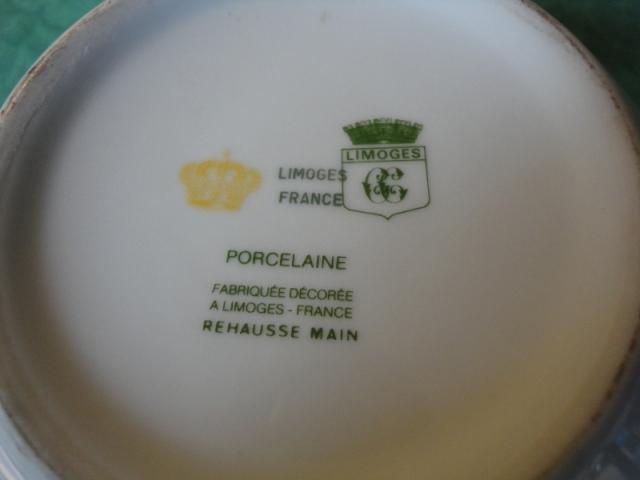 LIMOGES
FRANCE
LIMOGES
PORCELAINE
FABRIQUÉE DÉCORÉE
A LIMOGES - FRANCE
REHAUSSE MAIN